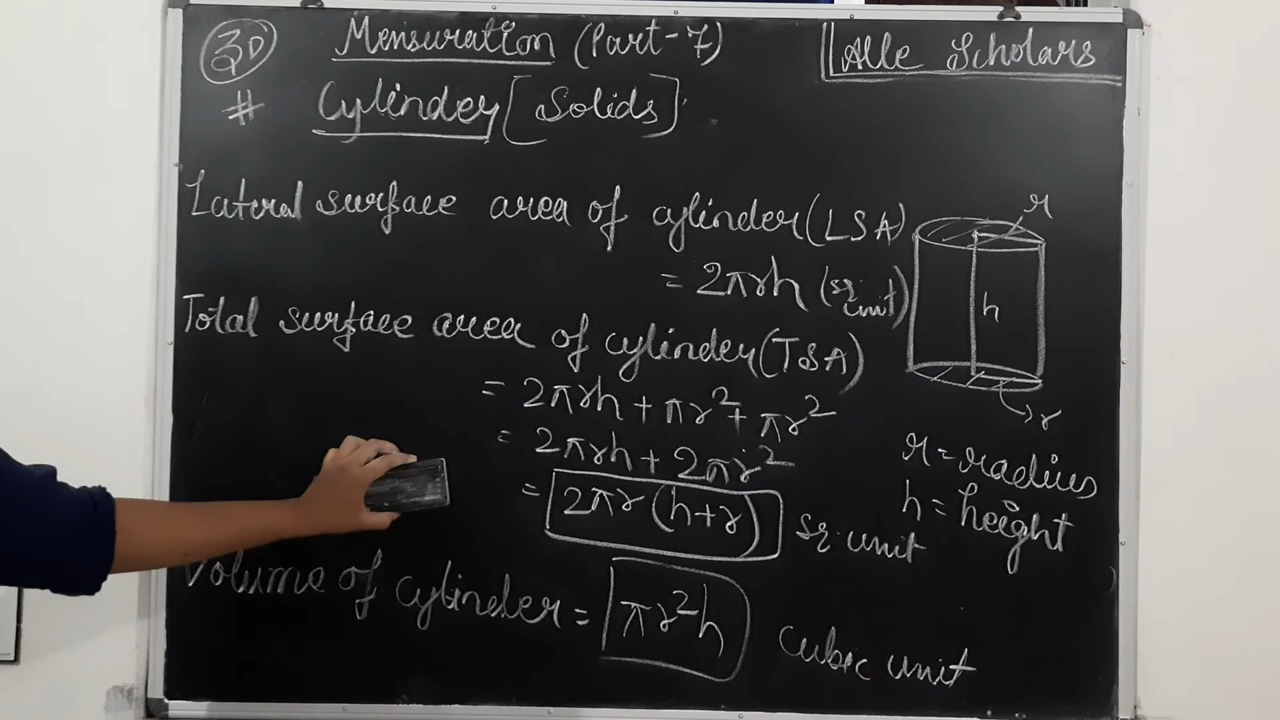 3D Mensuration (Part-7)
Alle Scholars
# Cylinder [Solids]
Lateral surface area of cylinder (LSA)
= 2πrh (sq unit)
Total surface area of cylinder (TSA)
= 2πrh + πr² + πr²
= 2πrh + 2πr²
= 2πr (h+r) sq unit
Volume of cylinder = πr²h cubic unit
r
h
r
r = radius
h = height